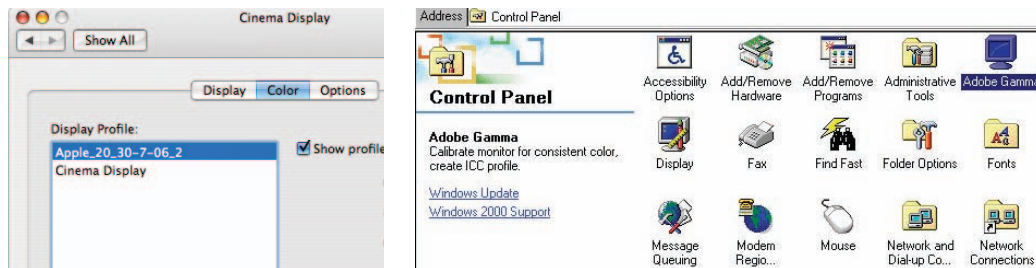 Cinema Display
Show All
Display Color Options
Display Profile:
Apple_20_30-7-06_2
Cinema Display
Show profile
Address Control Panel
Control Panel
Adobe Gamma
Calibrate monitor for consistent color,
create ICC profile.
Windows Update
Windows 2000 Support
Accessibility
Options
Add/Remove
Hardware
Add/Remove
Programs
Administrative
Tools
Adobe Gamma
Display
Fax
Find Fast
Folder Options
Fonts
Message
Queuing
Modem
Regio...
Mouse
Network and
Dial-up Co...
Network
Connections